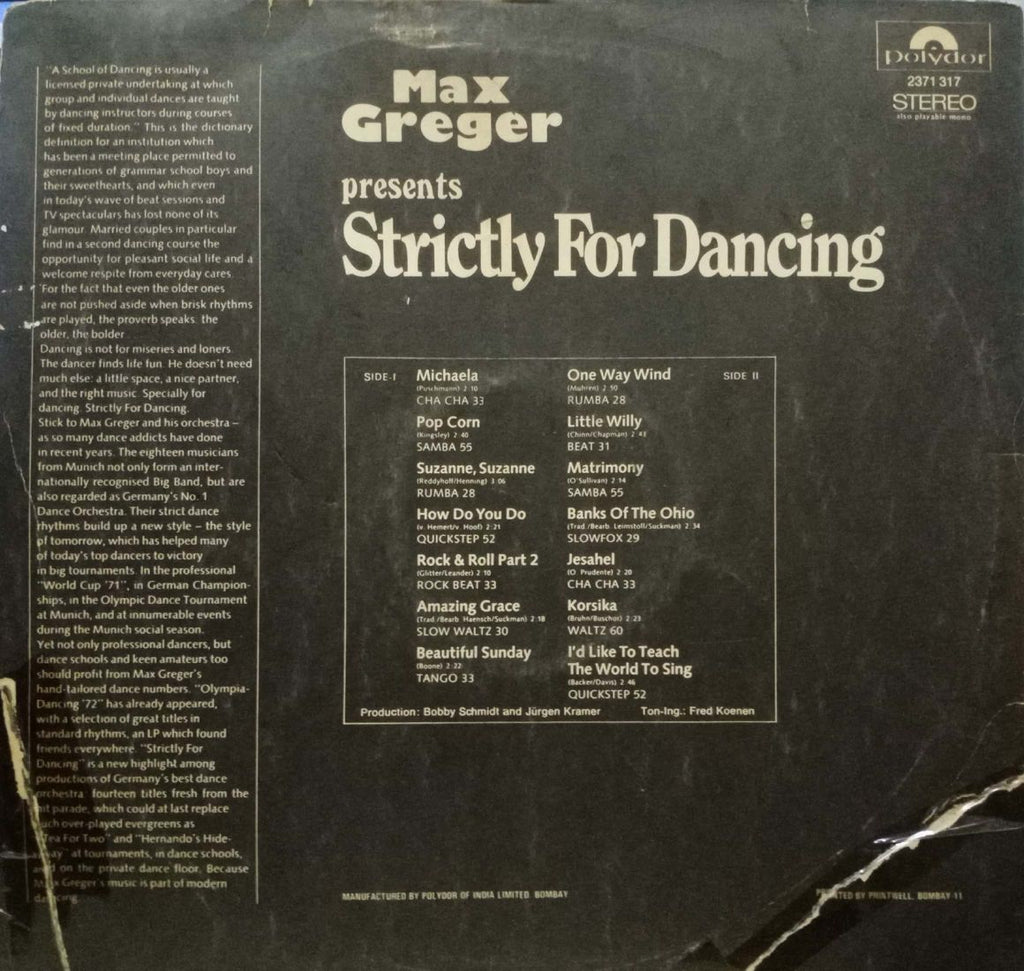 "A School of Dancing is usually a
licensed private undertaking at which
group and individual dances are taught
by dancing instructors during courses
of fixed duration." This is the dictionary
definition for an institution which
has been a meeting place permitted to
generations of grammar school boys and
their sweethearts, and which even
in today's wave of beat sessions and
TV spectaculars has lost none of its
glamour. Married couples in particular
find in a second dancing course the
opportunity for pleasant social life and a
welcome respite from everyday cares.
For the fact that even the older ones
are not pushed aside when brisk rhythms
are played, the proverb speaks: the
older, the bolder
Dancing is not for miseries and loners.
The dancer finds life fun. He doesn't need
much else: a little space, a nice partner,
and the right music. Specially for
dancing. Strictly For Dancing.
Stick to Max Greger and his orchestra –
as so many dance addicts have done
in recent years. The eighteen musicians
from Munich not only form an inter-
nationally recognised Big Band, but are
also regarded as Germany's No. 1
Dance Orchestra. Their strict dance
rhythms build up a new style – the style
of tomorrow, which has helped many
of today's top dancers to victory
in big tournaments. In the professional
"World Cup '71", in German Champion-
ships, in the Olympic Dance Tournament
at Munich, and at innumerable events
during the Munich social season.
Yet not only professional dancers, but
dance schools and keen amateurs too
should profit from Max Greger's
hand-tailored dance numbers. "Olympia-
Dancing '72" has already appeared,
with a selection of great titles in
standard rhythms, an LP which found
friends everywhere. "Strictly For
Dancing" is a new highlight among
productions of Germany's best dance
orchestra: fourteen titles fresh from the
hit parade, which could at last replace
such over-played evergreens as
"Tea For Two" and "Hernando's Hide-
away" at tournaments, in dance schools,
and on the private dance floor. Because
Max Greger's music is part of modern
dancing.
Max
Greger
presents
Strictly For Dancing
polydor
2371 317
STEREO
also playable mono
SIDE I
Michaela
(Puschmann) 2 10
CHA CHA 33
Pop Corn
(Kingsley) 2:40
SAMBA 55
Suzanne, Suzanne
(Reddyhoff/Henning) 3 06
RUMBA 28
How Do You Do
(v. Hemert/v Hoof) 2:21
QUICKSTEP 52
Rock & Roll Part 2
(Glitter/Leander) 2 10
ROCK BEAT 33
Amazing Grace
(Trad /Bearb. Haensch/Suckman) 2 18
SLOW WALTZ 30
Beautiful Sunday
(Boone) 2:22
TANGO 33
SIDE II
One Way Wind
(Muhren) 2 50
RUMBA 28
Little Willy
(Chinn/Chapman) 2 43
BEAT 31
Matrimony
(O'Sullivan) 2 14
SAMBA 55
Banks Of The Ohio
(Trad /Bearb Leimstoll/Suckman) 2 34
SLOWFOX 29
Jesahel
(O. Prudente) 2 20
CHA CHA 33
Korsika
(Bruhn/Buschor) 2:23
WALTZ 60
I'd Like To Teach
The World To Sing
(Backer/Davis) 2 46
QUICKSTEP 52
Production: Bobby Schmidt and Jürgen Kramer
Ton-Ing.: Fred Koenen
MANUFACTURED BY POLYDOR OF INDIA LIMITED. BOMBAY
PRINTED BY PRINTWELL, BOMBAY-11